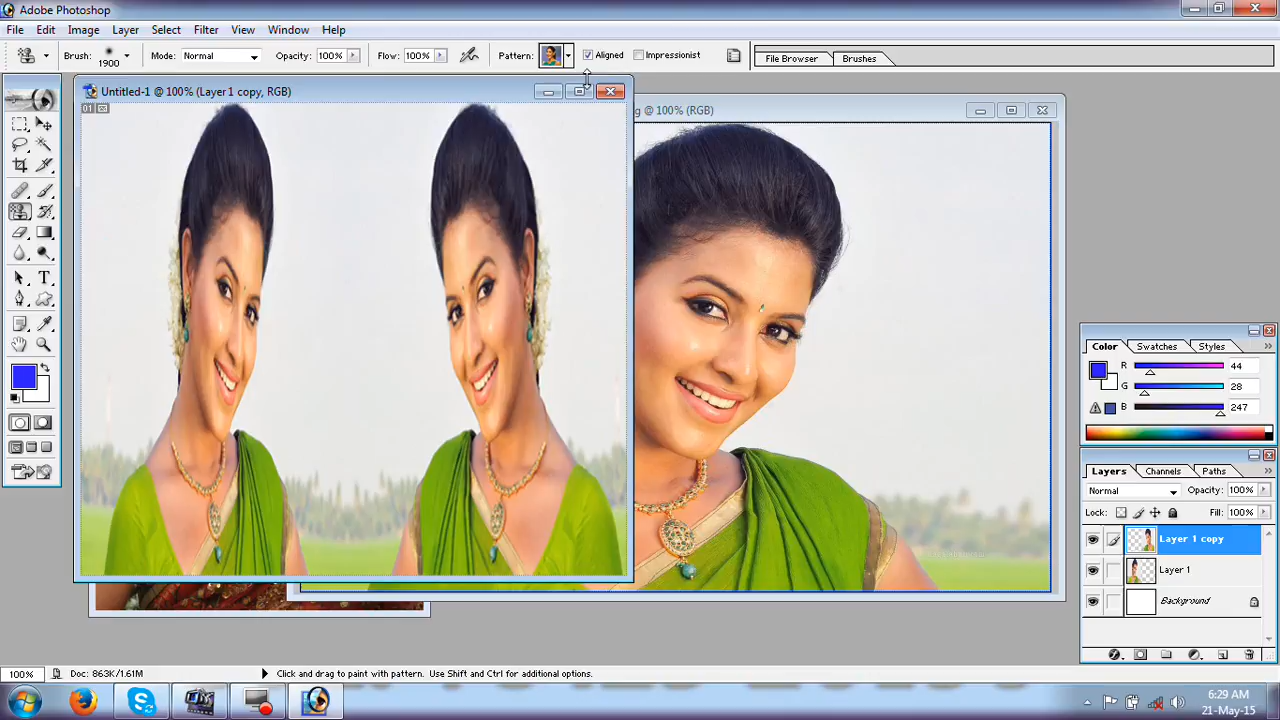 Adobe Photoshop
File Edit Image Layer Select Filter View Window Help
Brush: 1900 Mode: Normal Opacity: 100% Flow: 100% Pattern: Aligned Impressionist File Browser Brushes
Untitled-1 @ 100% (Layer 1 copy, RGB)
g @ 100% (RGB)
01
Color Swatches Styles
R 44
G 28
B 247
Layers Channels Paths
Normal Opacity: 100%
Lock: Fill: 100%
Layer 1 copy
Layer 1
Background
100% Doc: 863K/1.61M Click and drag to paint with pattern. Use Shift and Ctrl for additional options.
6:29 AM
21-May-15